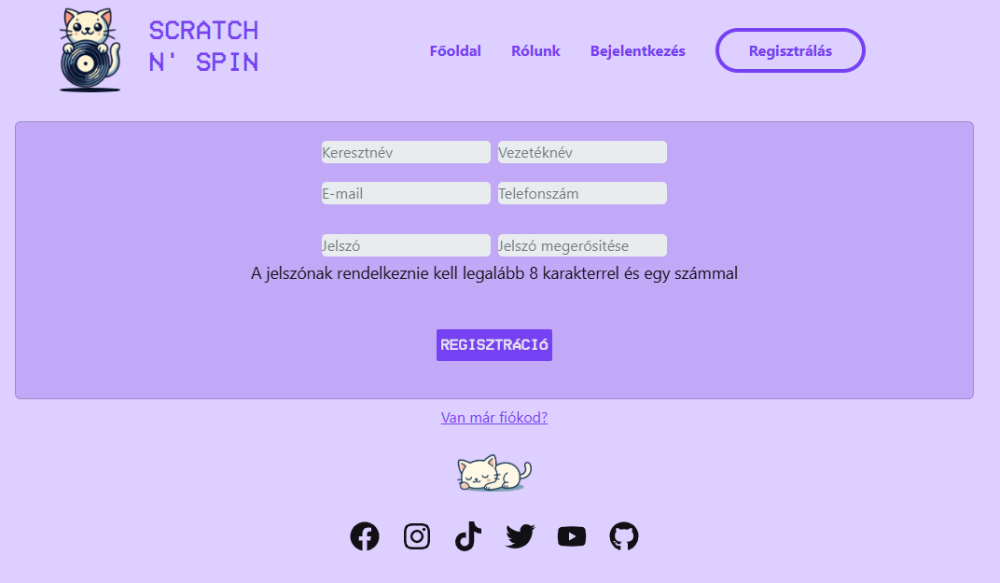 SCRATCH
N' SPIN
Főoldal Rólunk Bejelentkezés Regisztrálás
Keresztnév Vezetéknév
E-mail Telefonszám
Jelszó Jelszó megerősitése
A jelszónak rendelkeznie kell legalább 8 karakterrel és egy számmal
REGISZTRáCIó
Van már fiókod?